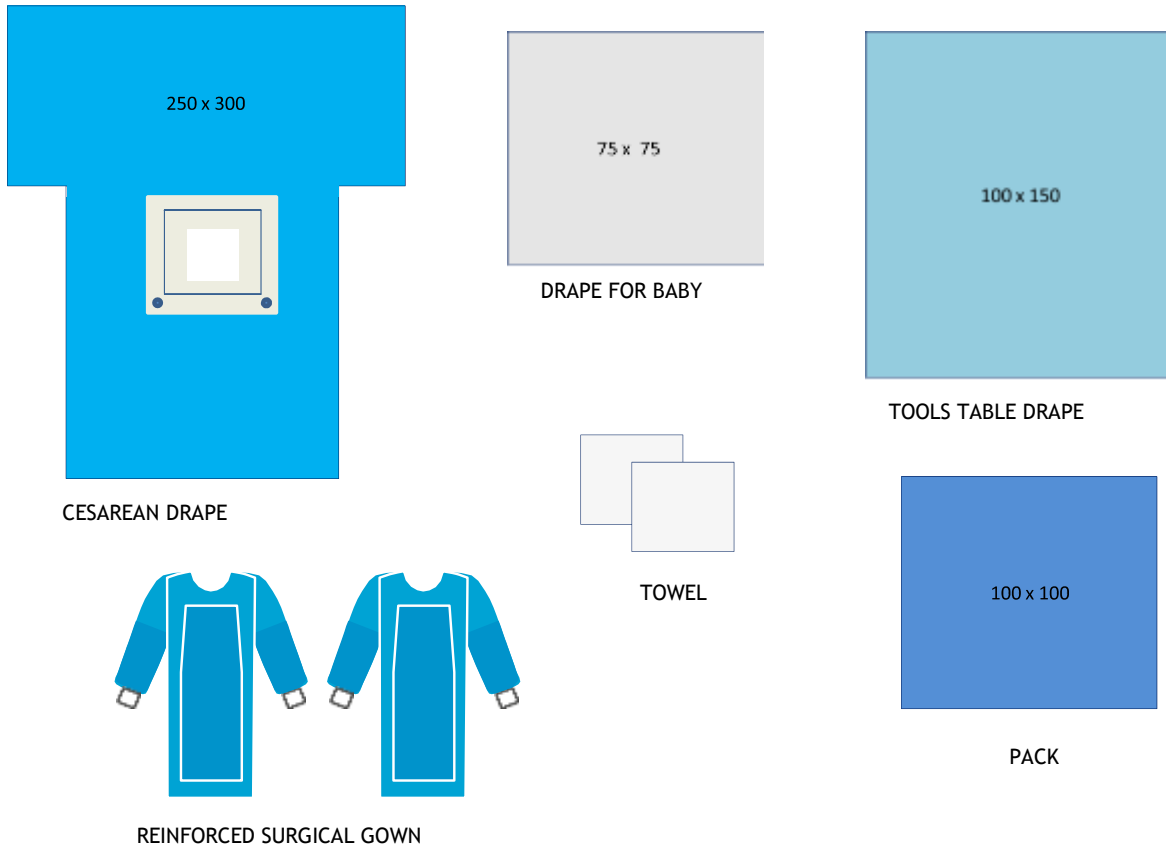 250 x 300
CESAREAN DRAPE
75 x 75
DRAPE FOR BABY
100 x 150
TOOLS TABLE DRAPE
TOWEL
100 x 100
PACK
REINFORCED SURGICAL GOWN